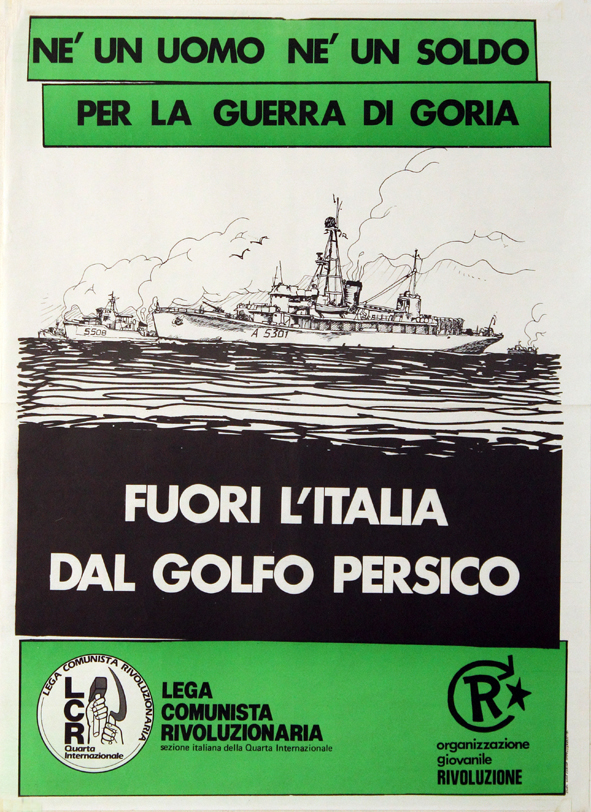 NE' UN UOMO NE' UN SOLDO
PER LA GUERRA DI GORIA
5508
A 5301
FUORI L'ITALIA
DAL GOLFO PERSICO
LEGA COMUNISTA RIVOLUZIONARIA
LCR
Quarta
Internazionale
LEGA
COMUNISTA
RIVOLUZIONARIA
sezione italiana della Quarta Internazionale
R
organizzazione
giovanile
RIVOLUZIONE